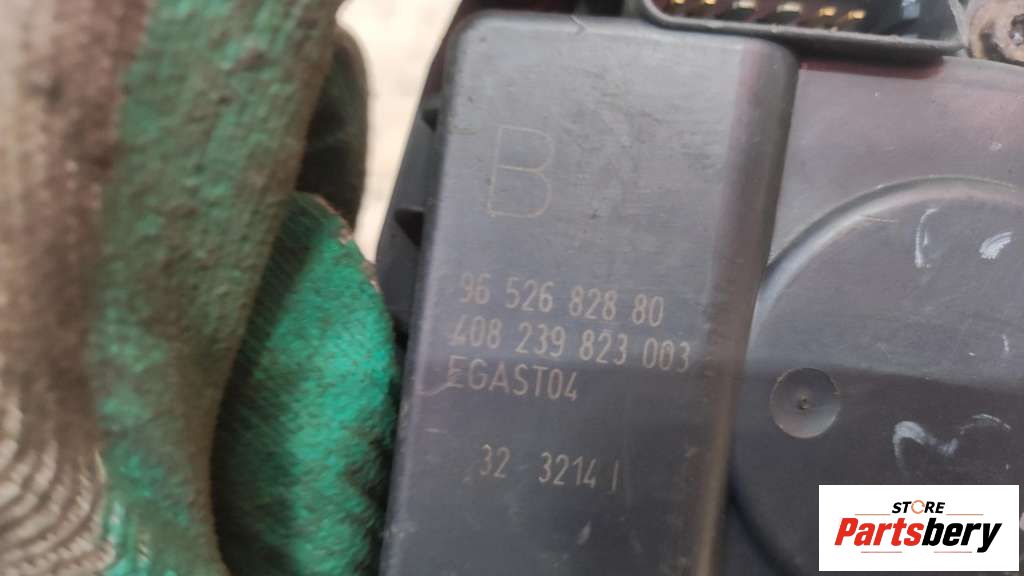 B
96 526 828 80
408 239 823 003
EGAST04
32 3214 J
STORE
Partsbery